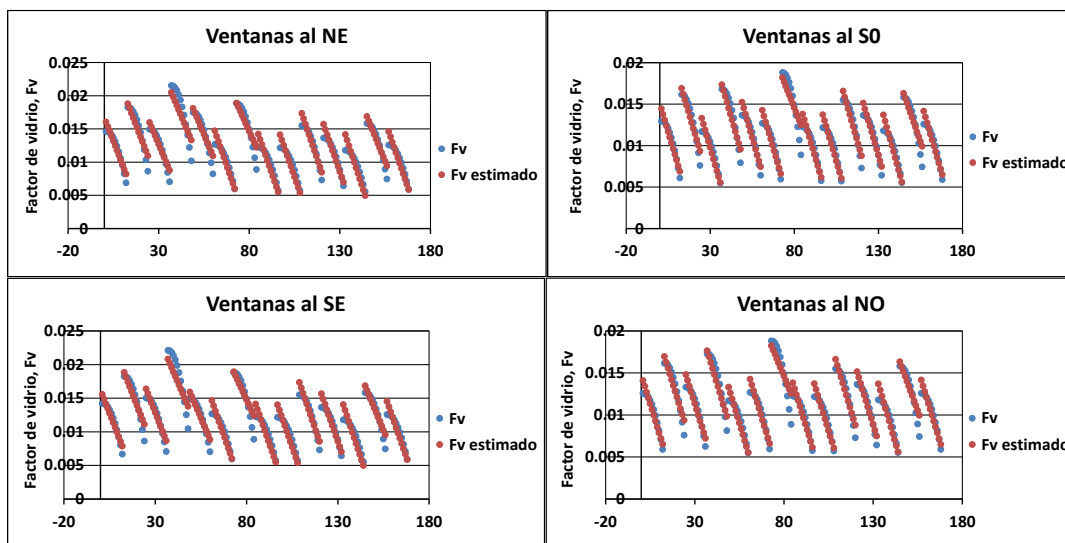 Ventanas al NE
0.025
0.02
0.015
0.01
0.005
0
-20
30
80
130
180
Factor de vidrio, Fv
Fv
Fv estimado
Ventanas al S0
0.02
0.015
0.01
0.005
0
-20
30
80
130
180
Factor de vidrio, Fv
Fv
Fv estimado
Ventanas al SE
0.025
0.02
0.015
0.01
0.005
0
-20
30
80
130
180
Factor de vidrio, Fv
Fv
Fv estimado
Ventanas al NO
0.02
0.015
0.01
0.005
0
-20
30
80
130
180
Factor de vidrio, Fv
Fv
Fv estimado